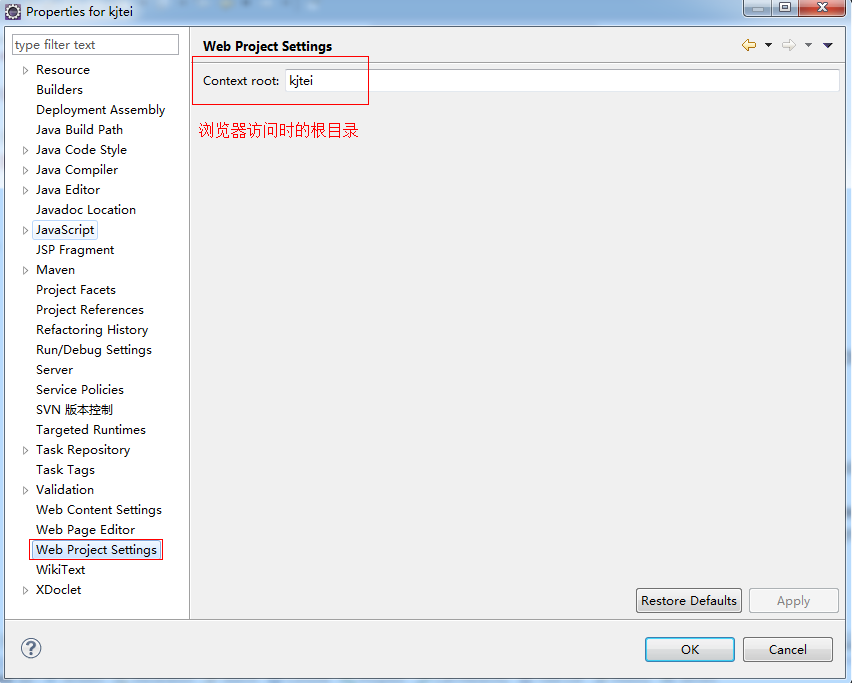 Properties for kjtei
type filter text
Resource
Builders
Deployment Assembly
Java Build Path
Java Code Style
Java Compiler
Java Editor
Javadoc Location
JavaScript
JSP Fragment
Maven
Project Facets
Project References
Refactoring History
Run/Debug Settings
Server
Service Policies
SVN 版本控制
Targeted Runtimes
Task Repository
Task Tags
Validation
Web Content Settings
Web Page Editor
Web Project Settings
WikiText
XDoclet
Web Project Settings
Context root: kjtei
浏览器访问时的根目录
Restore Defaults Apply
? OK Cancel